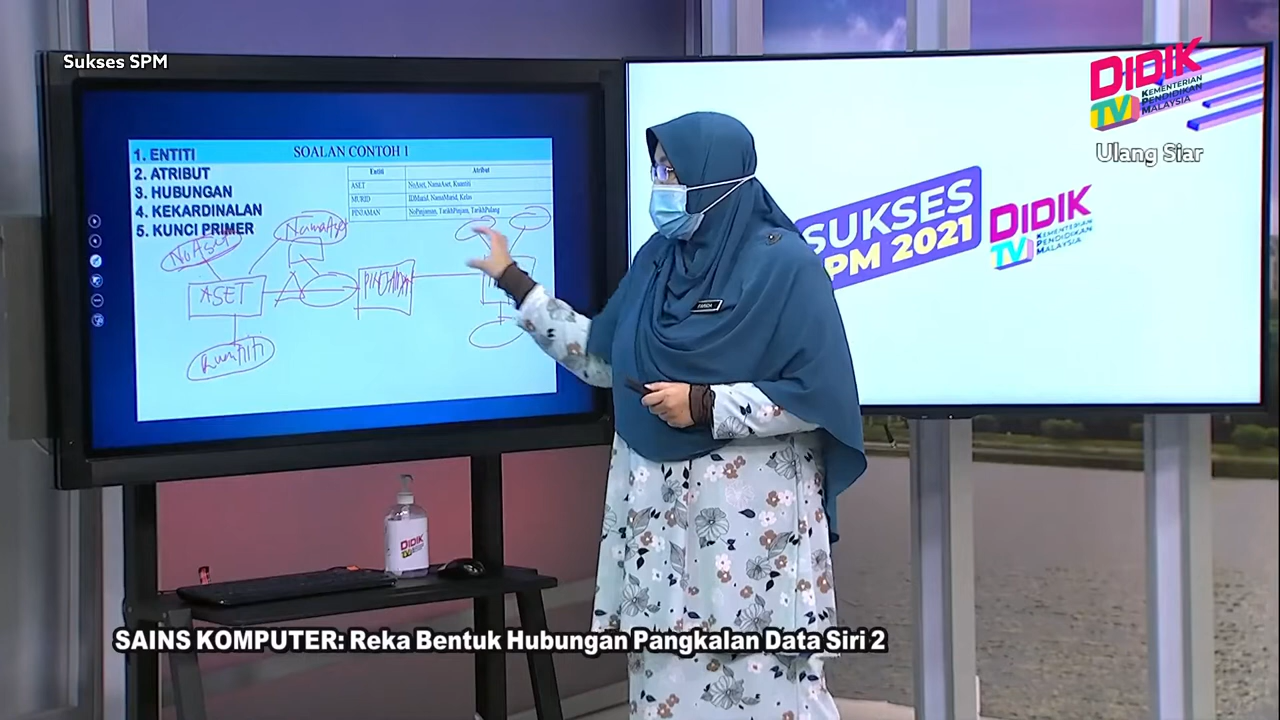 Sukses SPM
DIDIK
TV
KEMENTERIAN
PENDIDIKAN
MALAYSIA
Ulang Siar
SOALAN CONTOH 1
1. ENTITI
2. ATRIBUT
3. HUBUNGAN
4. KEKARDINALAN
5. KUNCI PRIMER
Entiti Atribut
ASET NoAset, NamaAset, Kuantiti
MURID IDMurid, NamaMurid, Kelas
PINJAMAN NoPinjaman, TarikhPinjam, TarikhPulang
NoAset
NamaAset
ASET
Kuantiti
SUKSES
SPM 2021
DIDIK
TV
KEMENTERIAN
PENDIDIKAN
MALAYSIA
DIDIK
SAINS KOMPUTER: Reka Bentuk Hubungan Pangkalan Data Siri 2